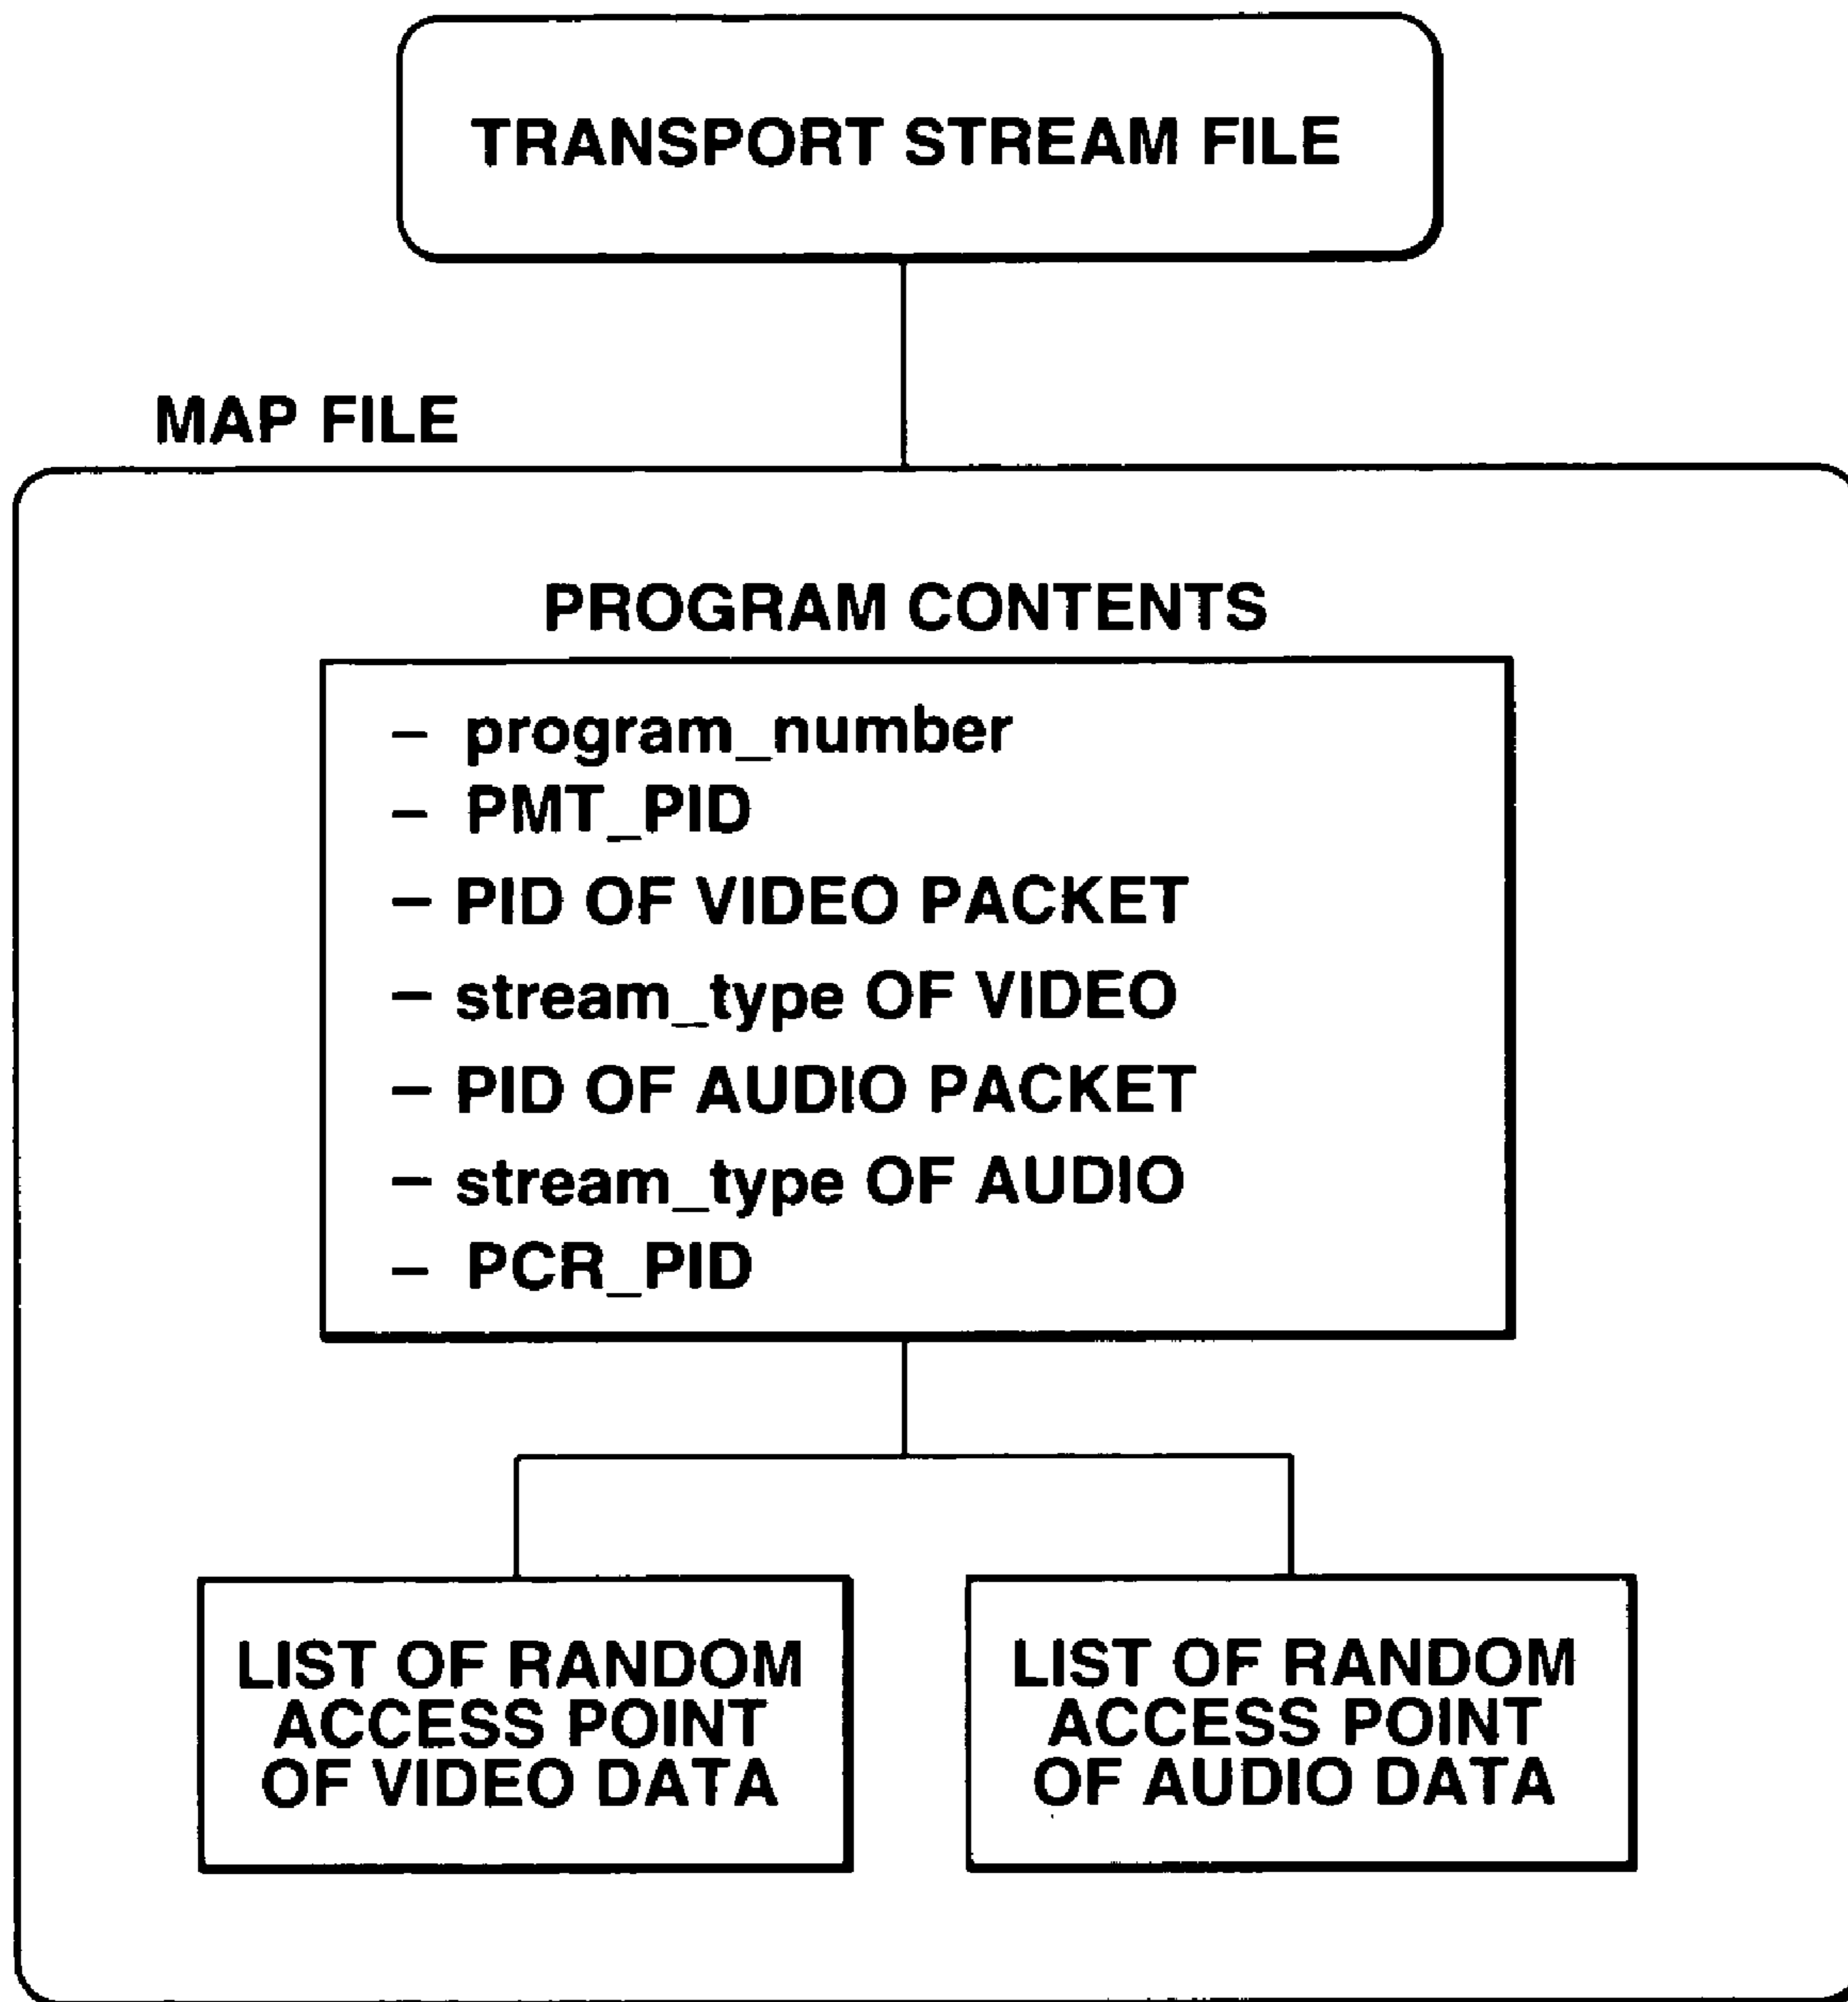 TRANSPORT STREAM FILE
MAP FILE
PROGRAM CONTENTS
– program_number
– PMT_PID
– PID OF VIDEO PACKET
– stream_type OF VIDEO
– PID OF AUDIO PACKET
– stream_type OF AUDIO
– PCR_PID
LIST OF RANDOM
ACCESS POINT
OF VIDEO DATA
LIST OF RANDOM
ACCESS POINT
OF AUDIO DATA